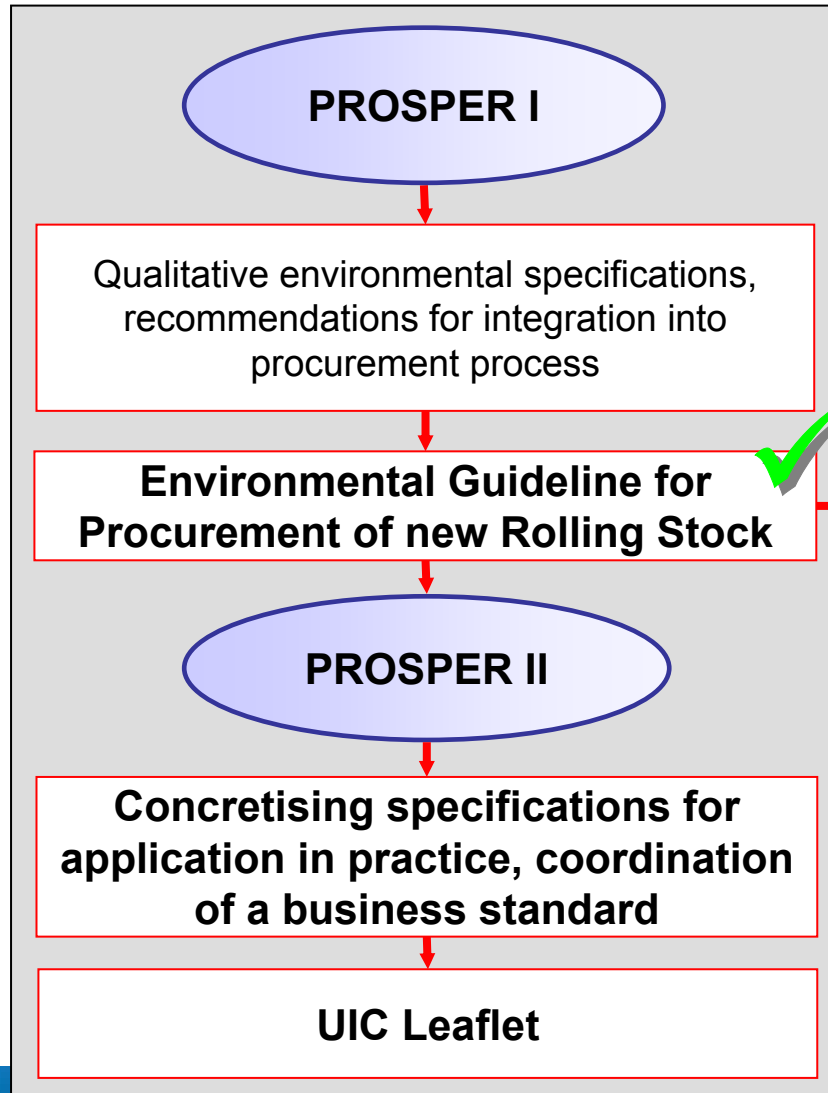 PROSPER I
Qualitative environmental specifications,
recommendations for integration into
procurement process
Environmental Guideline for
Procurement of new Rolling Stock
PROSPER II
Concretising specifications for
application in practice, coordination
of a business standard
UIC Leaflet